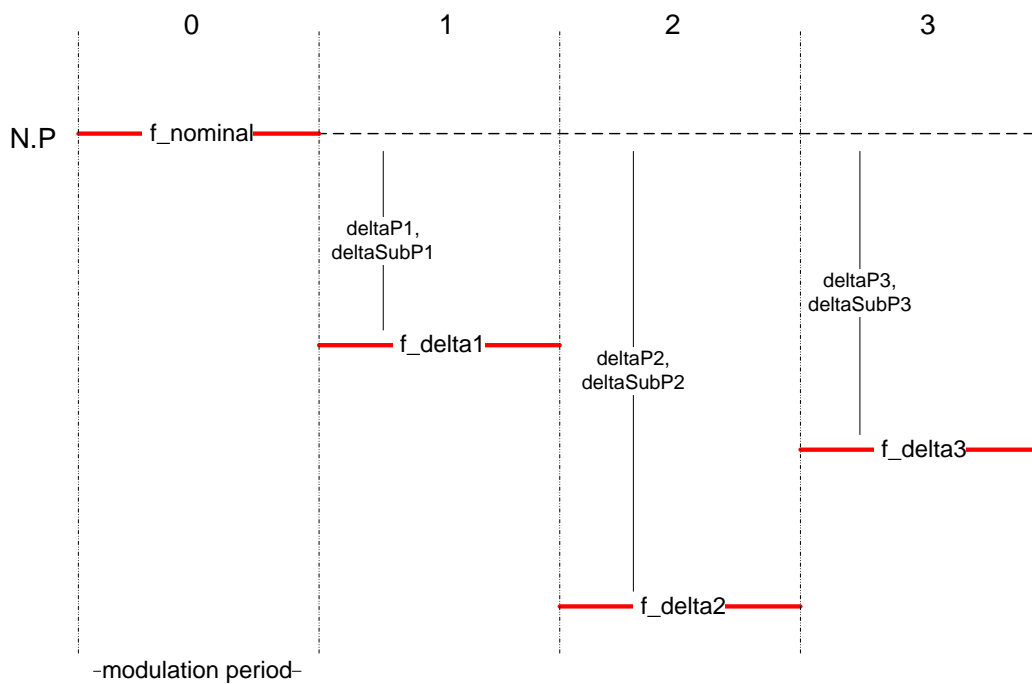 0 1 2 3
N.P
f_nominal
deltaP1,
deltaSubP1
f_delta1
deltaP2,
deltaSubP2
f_delta2
deltaP3,
deltaSubP3
f_delta3
modulation period